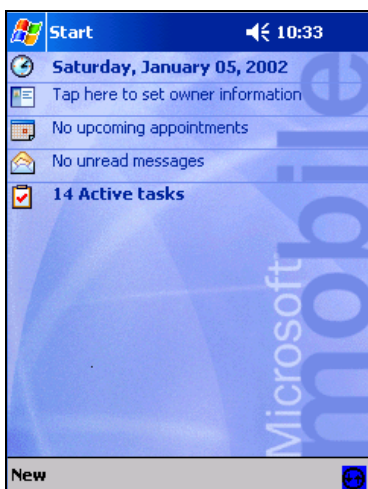 Start 10:33
Saturday, January 05, 2002
Tap here to set owner information
No upcoming appointments
No unread messages
14 Active tasks
Microsoft
mobile
New